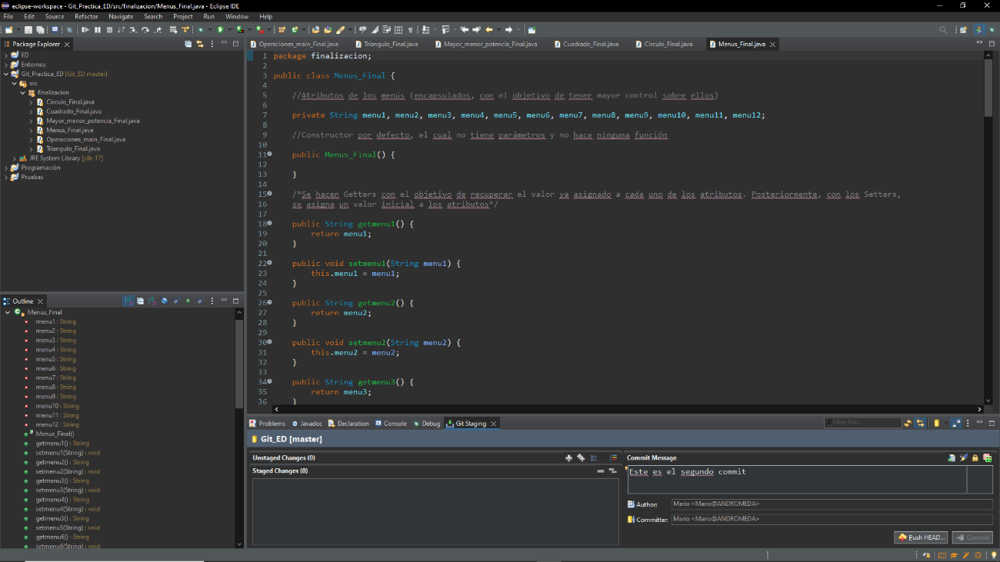 eclipse-workspace - Git_Practica_ED/src/finalizacion/Menus_Final.java - Eclipse IDE
File Edit Source Refactor Navigate Search Project Run Window Help
Package Explorer
ED
Entornos
Git_Practica_ED [Git_ED master]
src
finalizacion
Circulo_Final.java
Cuadrado_Final.java
Mayor_menor_potencia_Final.java
Menus_Final.java
Operaciones_main_Final.java
Triangulo_Final.java
JRE System Library [jdk-17]
Programación
Pruebas
Outline
Menus_Final
menu1 : String
menu2 : String
menu3 : String
menu4 : String
menu5 : String
menu6 : String
menu7 : String
menu8 : String
menu9 : String
menu10 : String
menu11 : String
menu12 : String
Menus_Final()
getmenu1() : String
setmenu1(String) : void
getmenu2() : String
setmenu2(String) : void
getmenu3() : String
setmenu3(String) : void
getmenu4() : String
setmenu4(String) : void
getmenu5() : String
setmenu5(String) : void
getmenu6() : String
setmenu6(String) : void
Operaciones_main_Final.java Triangulo_Final.java Mayor_menor_potencia_Final.java Cuadrado_Final.java Circulo_Final.java Menus_Final.java
1 package finalizacion;
2
3 public class Menus_Final {
4
5 //Atributos de los menús (encapsulados, con el objetivo de tener mayor control sobre ellos)
6
7 private String menu1, menu2, menu3, menu4, menu5, menu6, menu7, menu8, menu9, menu10, menu11, menu12;
8
9 //Constructor por defecto, el cual no tiene parámetros y no hace ninguna función
10
11 public Menus_Final() {
12
13 }
14
15 /*Se hacen Getters con el objetivo de recuperar el valor ya asignado a cada uno de los atributos. Posteriormente, con los Setters,
16 se asigna un valor inicial a los atributos*/
17
18 public String getmenu1() {
19 return menu1;
20 }
21
22 public void setmenu1(String menu1) {
23 this.menu1 = menu1;
24 }
25
26 public String getmenu2() {
27 return menu2;
28 }
29
30 public void setmenu2(String menu2) {
31 this.menu2 = menu2;
32 }
33
34 public String getmenu3() {
35 return menu3;
36 }
Problems Javadoc Declaration Console Debug Git Staging
Filter files
Git_ED [master]
Unstaged Changes (0)
Staged Changes (0)
Commit Message
Este es el segundo commit
Author: Mario <Mario@ANDROMEDA>
Committer: Mario <Mario@ANDROMEDA>
Push HEAD... Commit